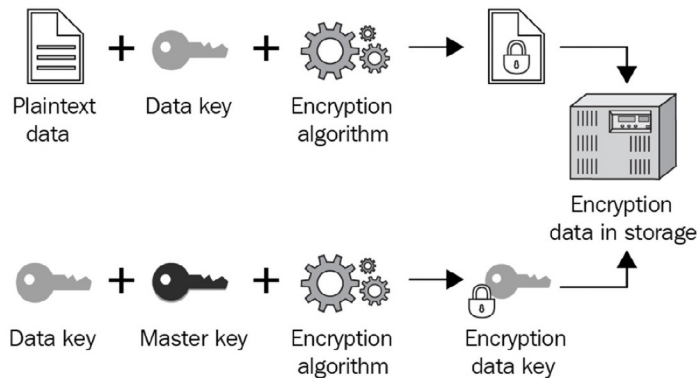 Plaintext
data
Data key
Encryption
algorithm
Encryption
data in storage
Data key
Master key
Encryption
algorithm
Encryption
data key